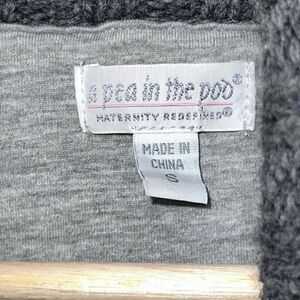 a pea in the pod®
MATERNITY REDEFINED®
MADE IN
CHINA
S